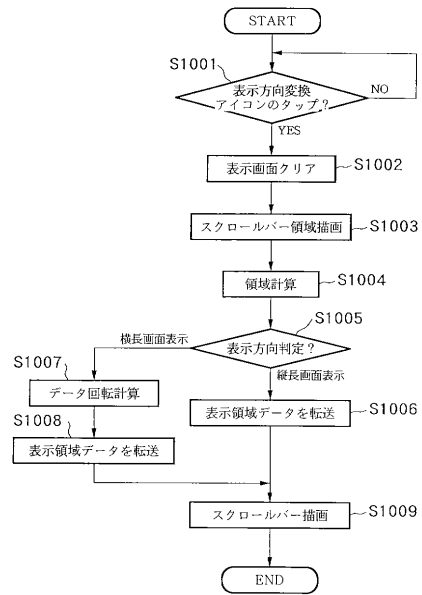 START
S1001
表示方向変換
アイコンのタップ?
NO
YES
表示画面クリア
S1002
スクロールバー領域描画
S1003
領域計算
S1004
S1005
表示方向判定?
横長画面表示
縦長画面表示
S1007
データ回転計算
表示領域データを転送
S1006
S1008
表示領域データを転送
スクロールバー描画
S1009
END